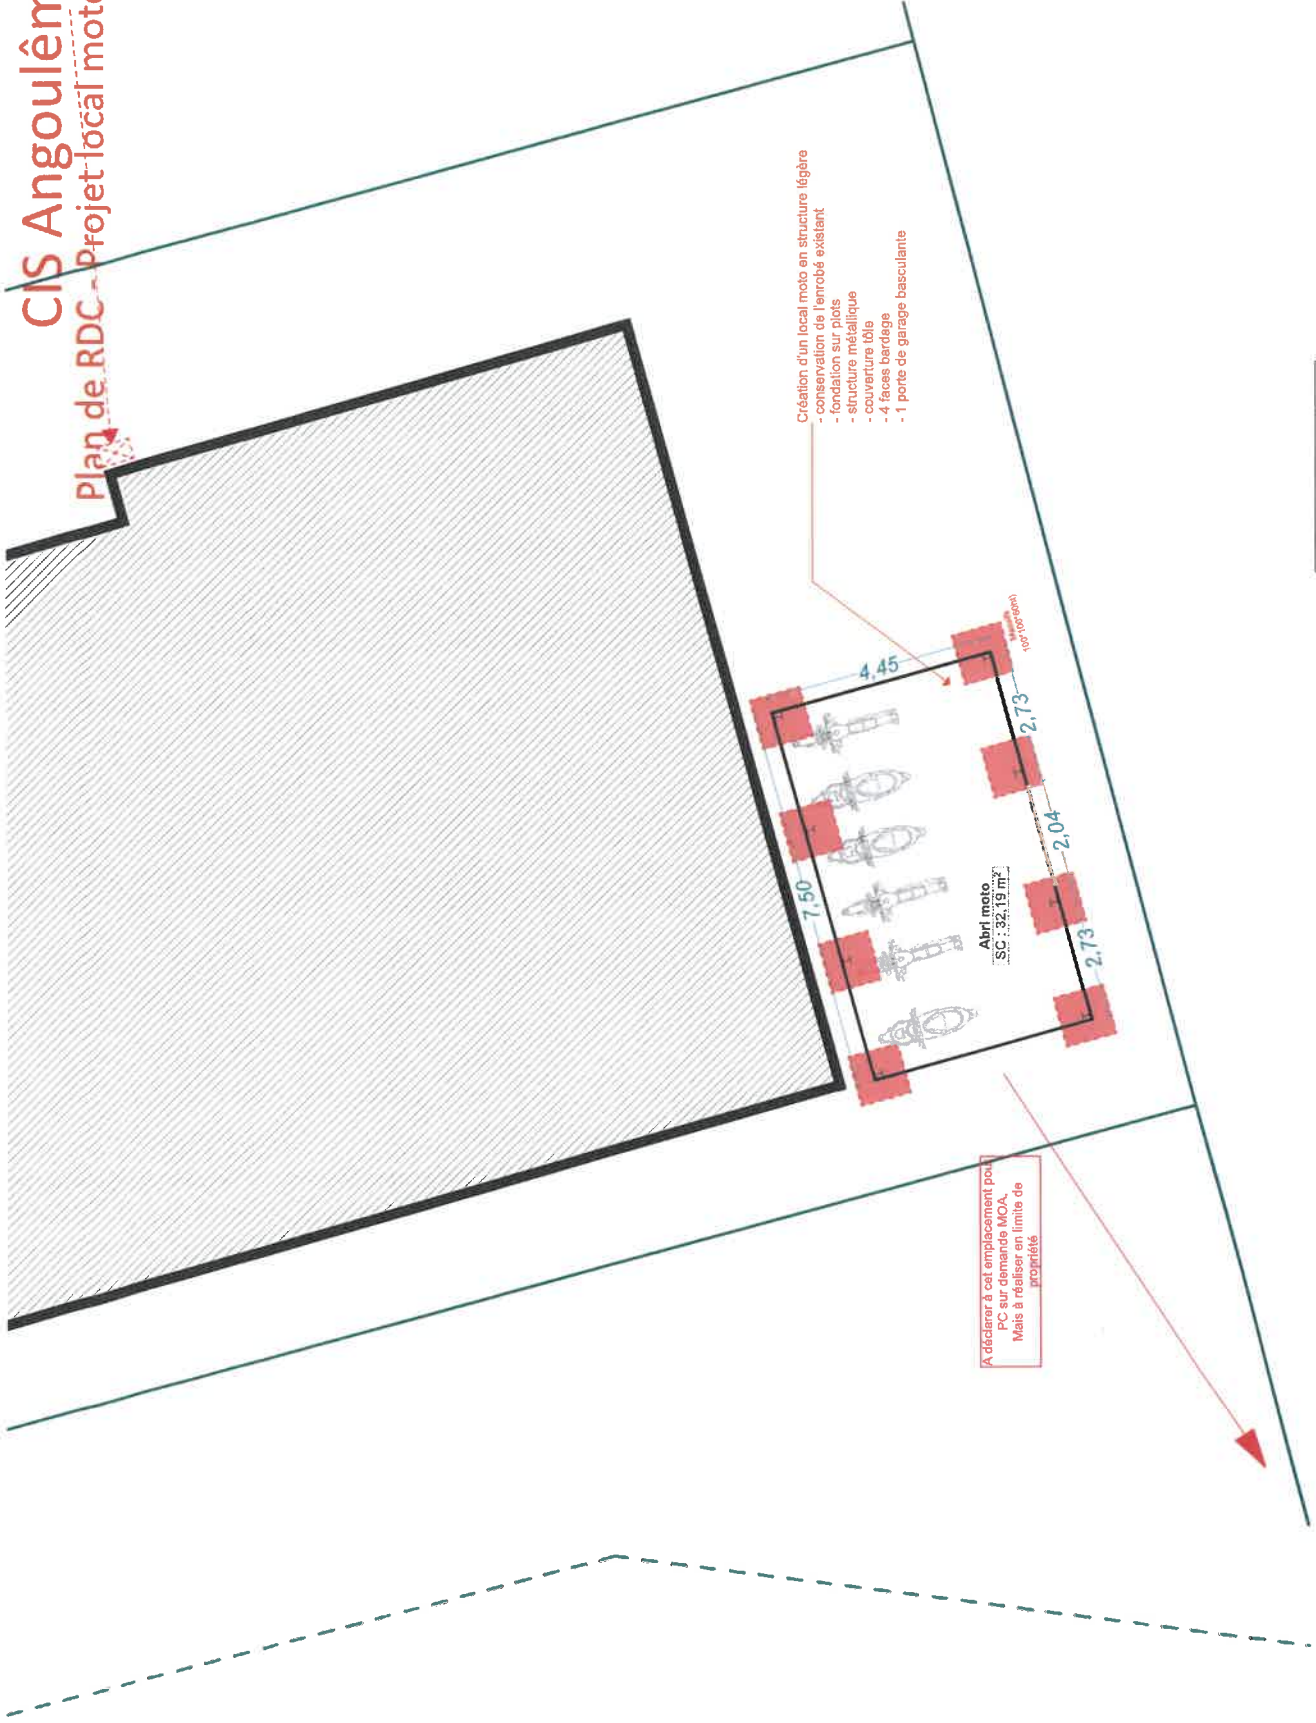 CIS Angoulêm
Plan de RDC - Projet local moto
Création d'un local moto en structure légère
- conservation de l'enrobé existant
- fondation sur plots
- structure métallique
- couverture tôle
- 4 faces bardage
- 1 porte de garage basculante
4,45
7,50
2,73
2,04
2,73
100*100*60ht)
Abri moto
SC : 32,19 m²
A déclarer à cet emplacement pour
PC sur demande MOA,
Mais à réaliser en limite de
propriété